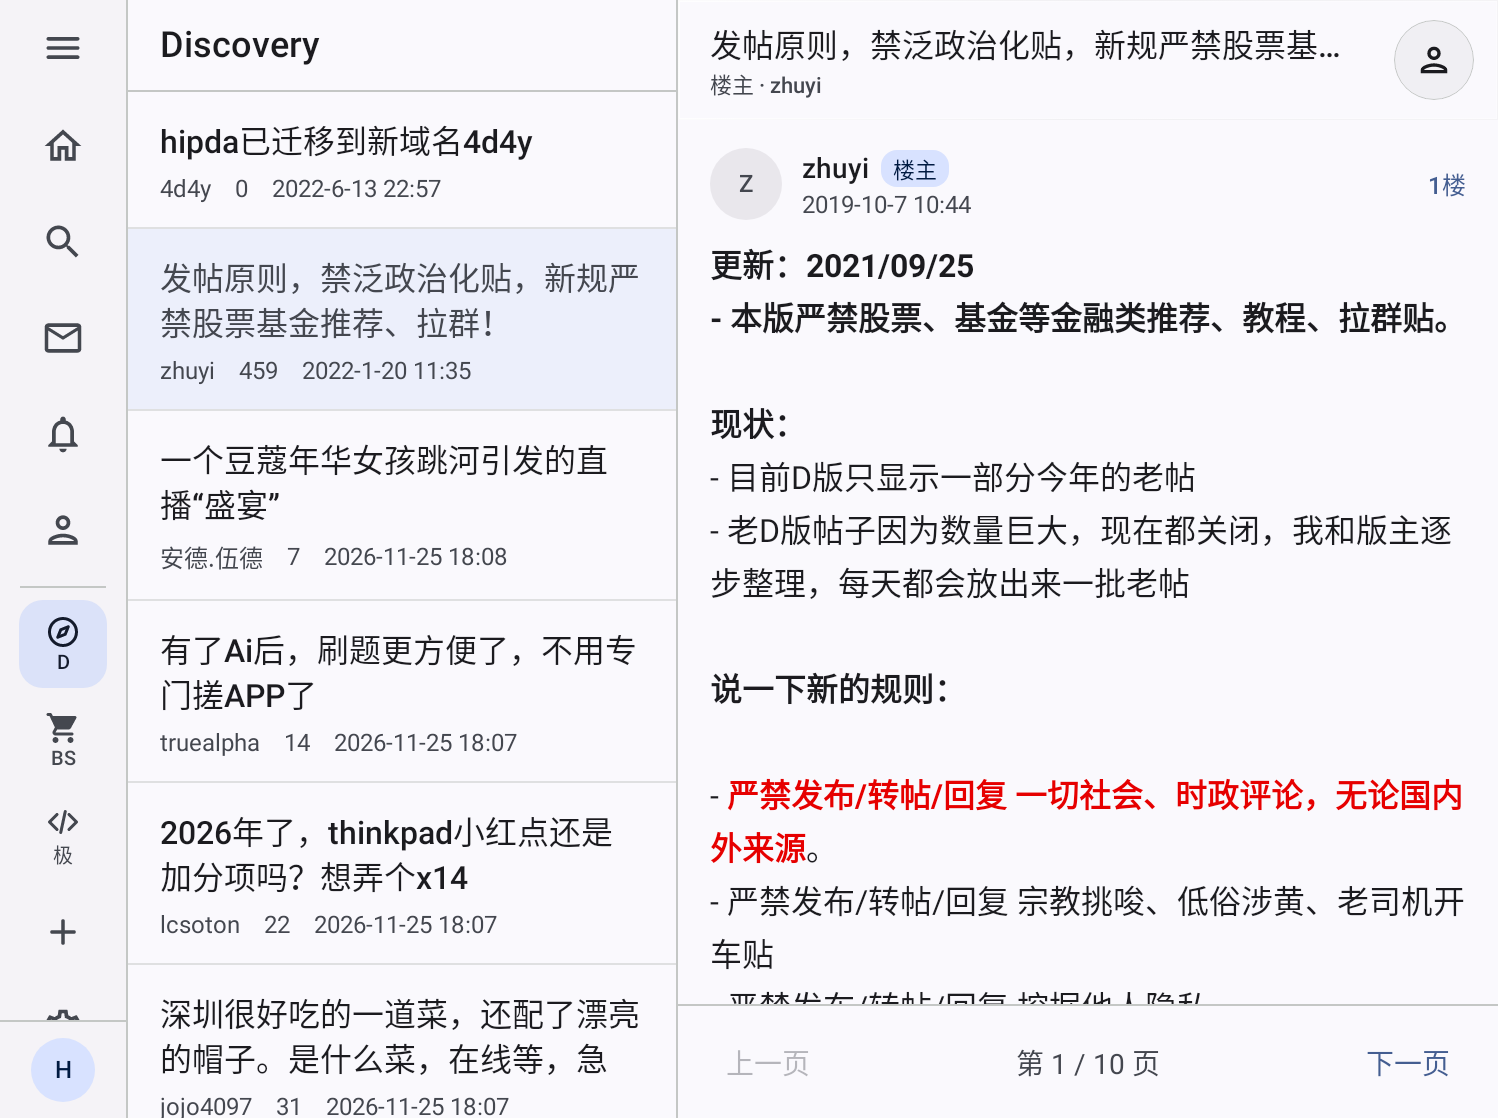 D
BS
极
H
Discovery
hipda已迁移到新域名4d4y
4d4y 0 2022-6-13 22:57
发帖原则，禁泛政治化贴，新规严
禁股票基金推荐、拉群！
zhuyi 459 2022-1-20 11:35
一个豆蔻年华女孩跳河引发的直
播“盛宴”
安德.伍德 7 2026-11-25 18:08
有了Ai后，刷题更方便了，不用专
门搓APP了
truealpha 14 2026-11-25 18:07
2026年了，thinkpad小红点还是
加分项吗？想弄个x14
lcsoton 22 2026-11-25 18:07
深圳很好吃的一道菜，还配了漂亮
的帽子。是什么菜，在线等，急
jojo4097 31 2026-11-25 18:07
发帖原则，禁泛政治化贴，新规严禁股票基...
楼主 · zhuyi
Z
zhuyi 楼主
2019-10-7 10:44
1楼
更新：2021/09/25
- 本版严禁股票、基金等金融类推荐、教程、拉群贴。
现状：
- 目前D版只显示一部分今年的老帖
- 老D版帖子因为数量巨大，现在都关闭，我和版主逐
步整理，每天都会放出来一批老帖
说一下新的规则：
- 严禁发布/转帖/回复 一切社会、时政评论，无论国内
外来源。
- 严禁发布/转帖/回复 宗教挑唆、低俗涉黄、老司机开
车贴
- 严禁发布/转帖/回复 挖掘他人隐私
上一页
第 1 / 10 页
下一页